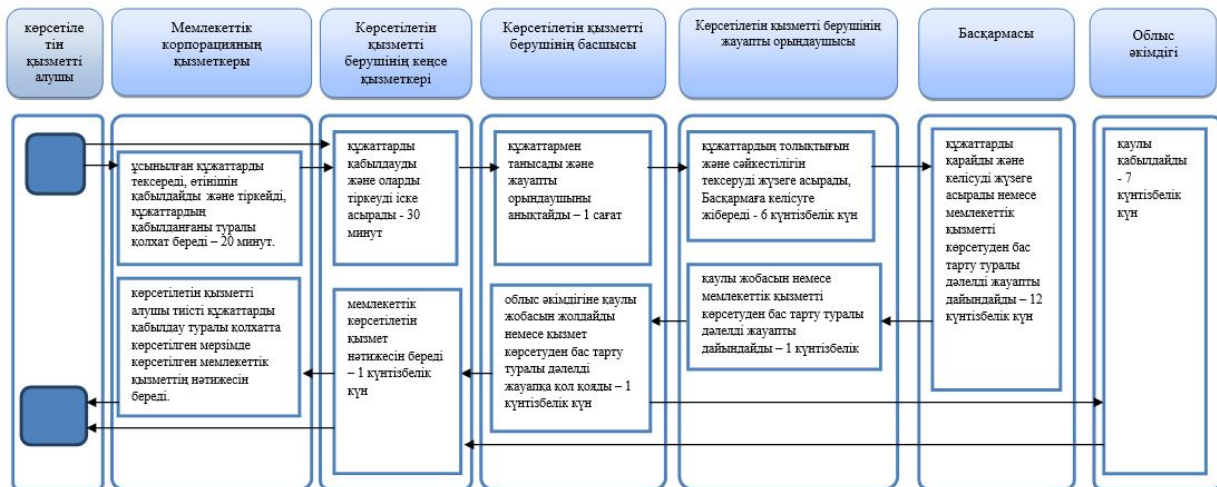 көрсетіле
тін
қызметті
алушы
Мемлекеттік
корпорацияның
қызметкеры
Көрсетілетін
қызметті
берушінің кеңсе
қызметкері
Көрсетілетін қызметті
берушінің басшысы
Көрсетілетін қызметті берушінің
жауапты орындаушысы
Басқармасы
Облыс
әкімдігі
ұсынылған құжаттарды
тексереді, өтінішін
қабылдайды және тіркейді,
құжаттардың
қабылданғаны туралы
қолхат береді – 20 минут.
құжаттарды
қабылдауды
және оларды
тіркеуді іске
асырады - 30
минут
құжаттармен
танысады және
жауапты
орындаушыны
анықтайды – 1 сағат
құжаттардың толықтығын
және сәйкестілігін
тексеруді жүзеге асырады,
Басқармаға келісуге
жібереді - 6 күнтізбелік күн
құжаттарды
қарайды және
келісуді жүзеге
асырады немесе
мемлекеттік
қызметті
көрсетуден бас
тарту туралы
дәлелді жауапты
дайындайды – 12
күнтізбелік күн
қаулы
қабылдайды
- 7
күнтізбелік
күн
көрсетілетін қызметті
алушы тиісті құжаттарды
қабылдау туралы қолхатта
көрсетілген мерзімде
көрсетілген мемлекеттік
қызметтің нәтижесін
береді.
мемлекеттік
көрсетілетін
қызмет
нәтижесін береді
– 1 күнтізбелік
күн
облыс әкімдігіне қаулы
жобасын жолдайды
немесе қызмет
көрсетуден бас тарту
туралы дәлелді
жауапқа қол қояды – 1
күнтізбелік күн
қаулы жобасын немесе
мемлекеттік қызметті
көрсетуден бас тарту туралы
дәлелді жауапты
дайындайды – 1 күнтізбелік